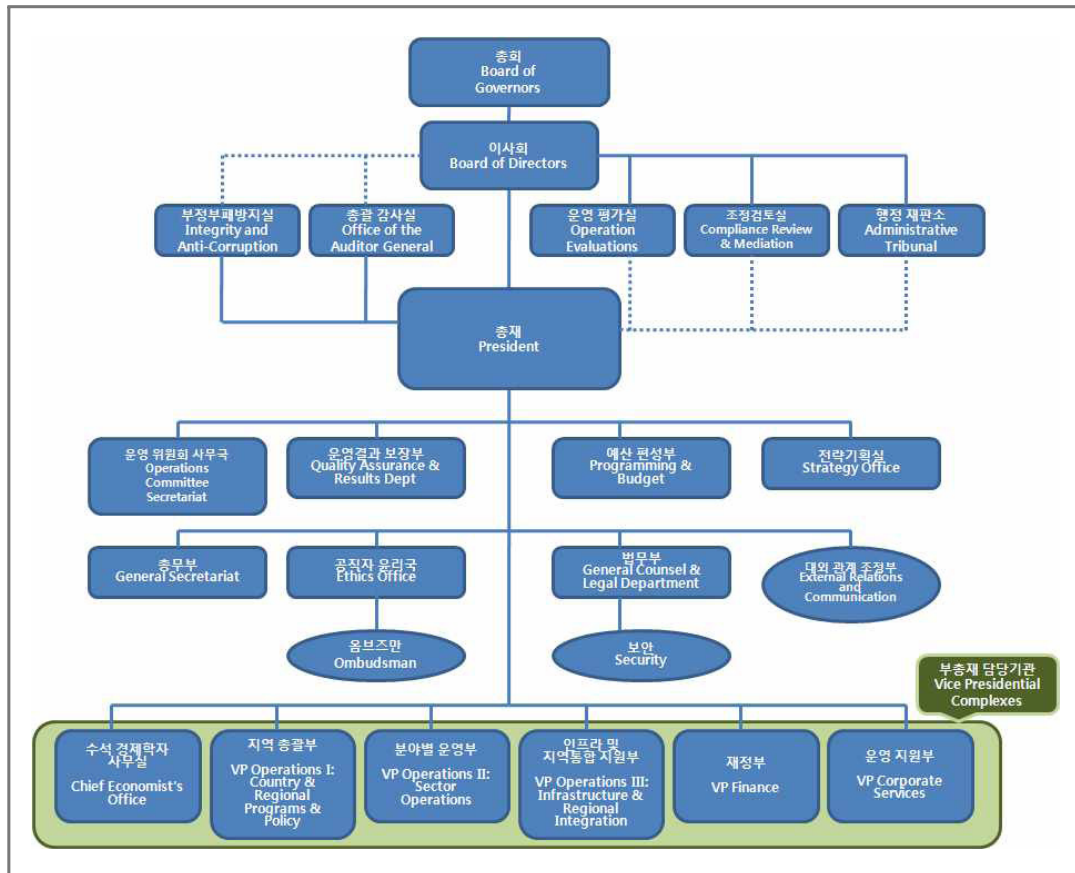 총회
Board of
Governors
이사회
Board of Directors
부정부패방지실
Integrity and
Anti-Corruption
총괄 감사실
Office of the
Auditor General
운영 평가실
Operation
Evaluations
조정검토실
Compliance Review
& Mediation
행정 재판소
Administrative
Tribunal
총재
President
운영 위원회 사무국
Operations
Committee
Secretariat
운영결과 보장부
Quality Assurance &
Results Dept
예산 편성부
Programming &
Budget
전략기획실
Strategy Office
총무부
General Secretariat
공직자 윤리국
Ethics Office
법무부
General Counsel &
Legal Department
대외 관계 조정부
External Relations
and
Communication
옴브즈만
Ombudsman
보안
Security
부총재 담당기관
Vice Presidential
Complexes
수석 경제학자
사무실
Chief Economist's
Office
지역 총괄부
VP Operations I:
Country &
Regional
Programs &
Policy
분야별 운영부
VP Operations II:
Sector
Operations
인프라 및
지역통합 지원부
VP Operations III:
Infrastructure &
Regional
Integration
재정부
VP Finance
운영 지원부
VP Corporate
Services